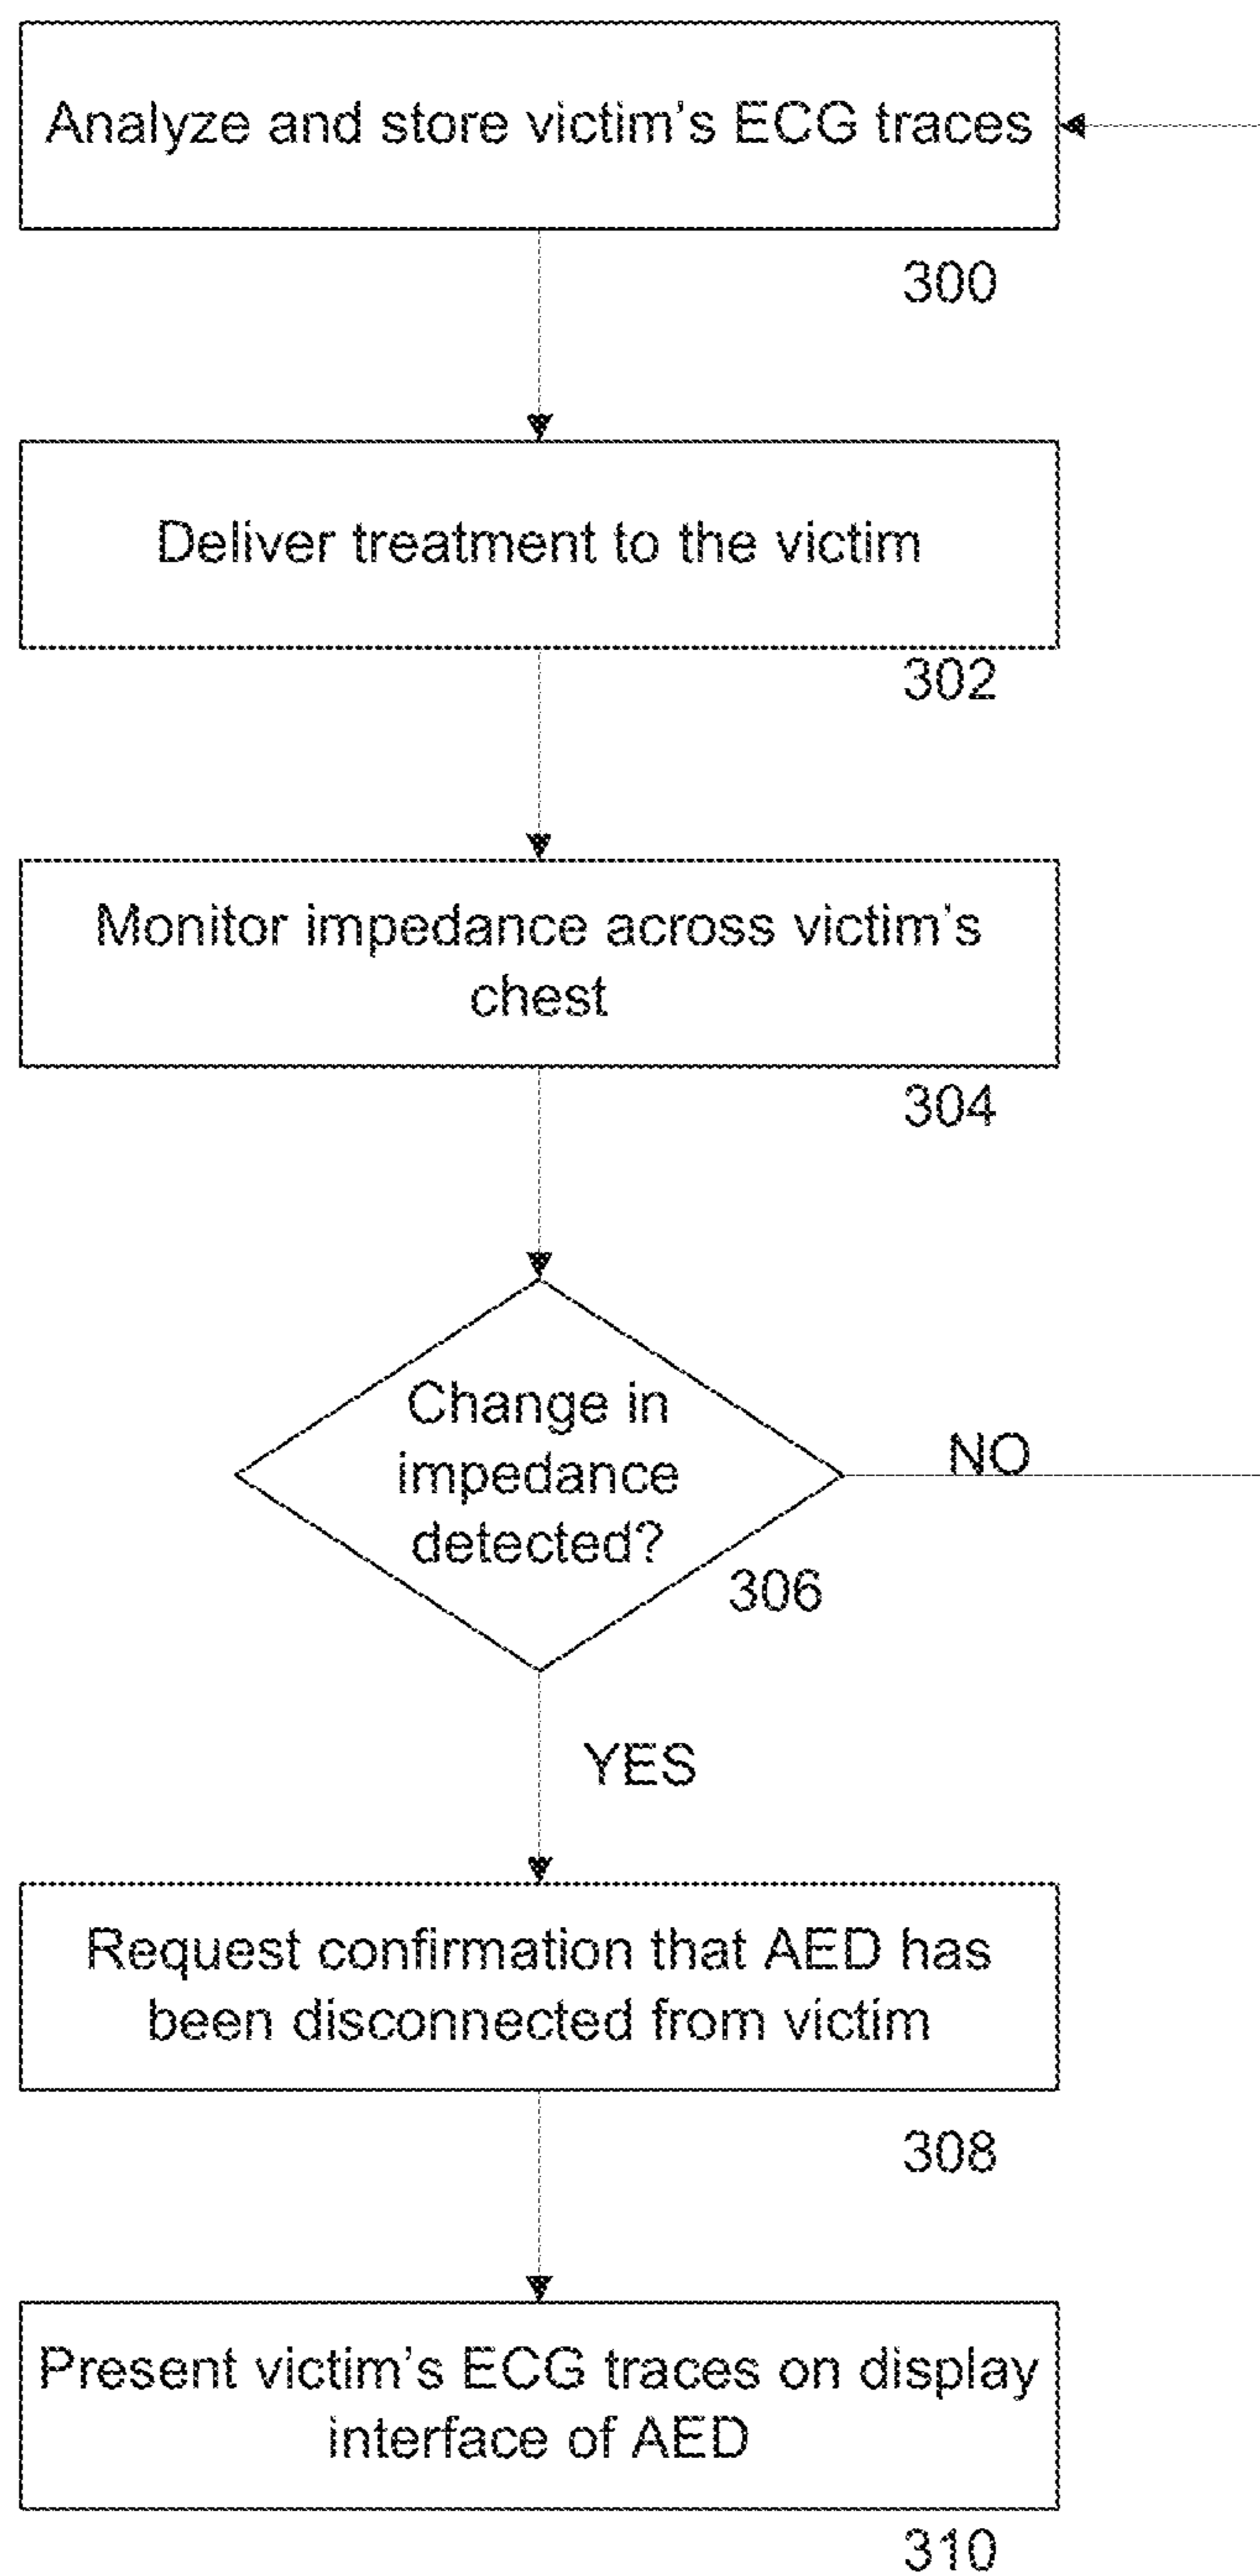 Analyze and store victim's ECG traces
300
Deliver treatment to the victim
302
Monitor impedance across victim's
chest
304
Change in
impedance
detected?
NO
306
YES
Request confirmation that AED has
been disconnected from victim
308
Present victim's ECG traces on display
interface of AED
310